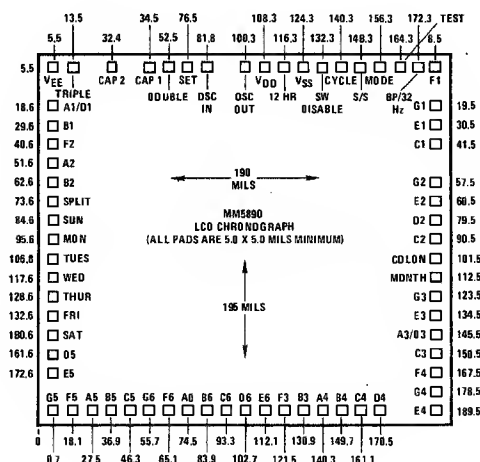 TEST
13.5 34.5 76.5 108.3 124.3 140.3 156.3 172.3
5.5 32.4 52.5 81.8 100.3 116.3 132.3 148.3 164.3 6.5
5.5 VEE CAP 2 CAP 1 SET VDD VSS CYCLE MODE F1
TRIPLE DOUBLE OSC IN OSC OUT 12 HR SW DISABLE S/S BP/32 Hz
18.6 A1/D1 G1 19.5
29.6 B1 E1 30.5
40.6 F2 C1 41.5
51.6 A2
62.6 B2 G2 57.5
73.6 SPLIT E2 68.5
84.6 SUN D2 79.5
95.6 MON C2 90.5
106.8 TUES COLON 101.5
117.6 WED MONTH 112.5
128.6 THUR G3 123.5
132.6 FRI E3 134.5
180.6 SAT A3/D3 145.5
161.6 D5 C3 150.5
172.6 E5 F4 167.5
G4 178.5
E4 189.5
190
MILS
MM5890
LCD CHRONOGRAPH
(ALL PADS ARE 5.0 X 5.0 MILS MINIMUM)
195 MILS
G5 F5 A5 B5 C5 G6 F6 A6 B6 C6 D6 E6 F3 B3 A4 B4 C4 D4
0 18.1 36.9 55.7 74.5 93.3 112.1 130.9 149.7 170.5
8.7 27.5 46.3 65.1 83.9 102.7 121.5 140.3 161.1